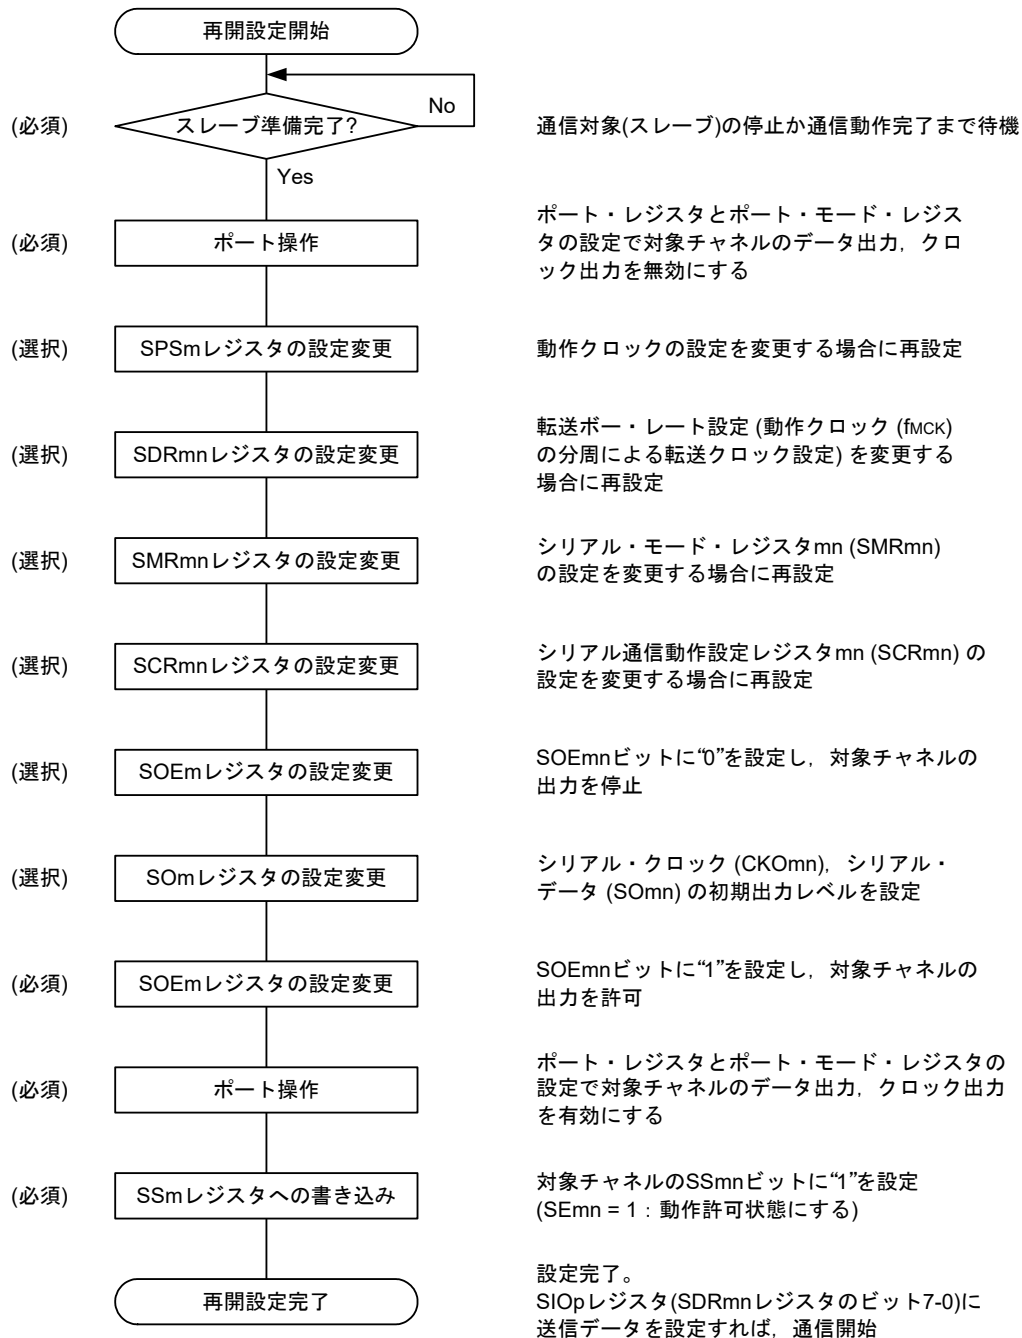 再開設定開始
No
(必須)
スレーブ準備完了?
通信対象(スレーブ)の停止か通信動作完了まで待機
Yes
(必須)
ポート操作
ポート・レジスタとポート・モード・レジス
タの設定で対象チャネルのデータ出力，クロ
ック出力を無効にする
(選択)
SPSmレジスタの設定変更
動作クロックの設定を変更する場合に再設定
(選択)
SDRmnレジスタの設定変更
転送ボー・レート設定 (動作クロック (fMCK)
の分周による転送クロック設定) を変更する
場合に再設定
(選択)
SMRmnレジスタの設定変更
シリアル・モード・レジスタmn (SMRmn)
の設定を変更する場合に再設定
(選択)
SCRmnレジスタの設定変更
シリアル通信動作設定レジスタmn (SCRmn) の
設定を変更する場合に再設定
(選択)
SOEmレジスタの設定変更
SOEmnビットに“0”を設定し，対象チャネルの
出力を停止
(選択)
SOmレジスタの設定変更
シリアル・クロック (CKOmn)，シリアル・
データ (SOmn) の初期出力レベルを設定
(必須)
SOEmレジスタの設定変更
SOEmnビットに“1”を設定し，対象チャネルの
出力を許可
(必須)
ポート操作
ポート・レジスタとポート・モード・レジスタの
設定で対象チャネルのデータ出力，クロック出力
を有効にする
(必須)
SSmレジスタへの書き込み
対象チャネルのSSmnビットに“1”を設定
(SEmn = 1：動作許可状態にする)
再開設定完了
設定完了。
SIOpレジスタ(SDRmnレジスタのビット7-0)に
送信データを設定すれば，通信開始